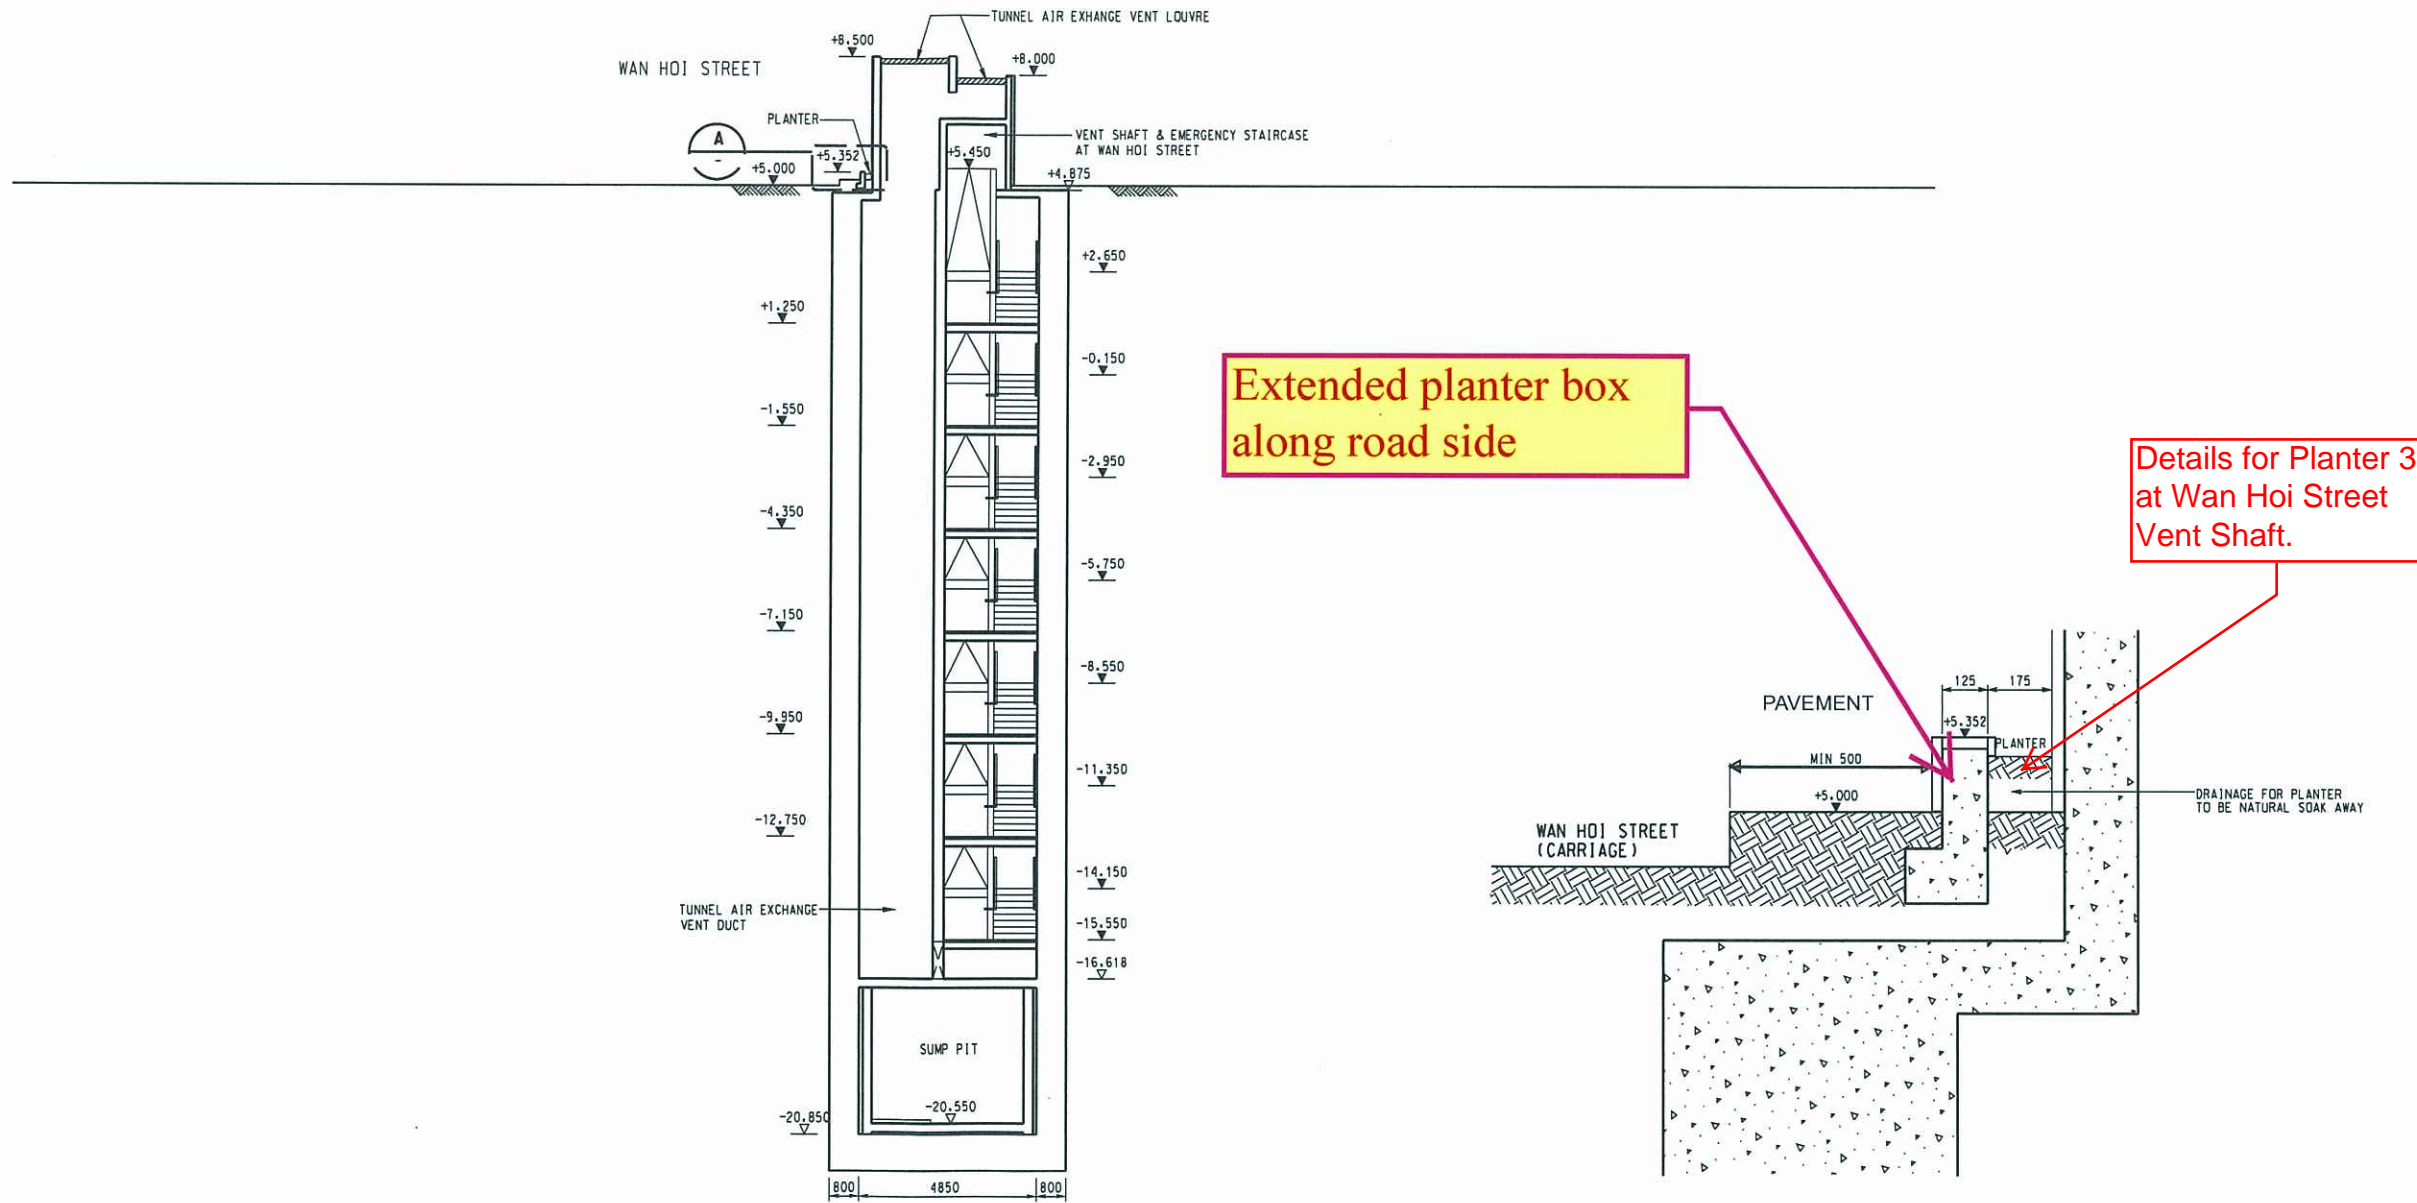 TUNNEL AIR EXHANGE VENT LOUVRE
+8.500
WAN HOI STREET
+8.000
PLANTER
A
-
VENT SHAFT & EMERGENCY STAIRCASE
AT WAN HOI STREET
+5.352
+5.450
+5.000
+4.875
+2.650
+1.250
-0.150
-1.550
-2.950
-4.350
-5.750
-7.150
-8.550
-9.950
-11.350
-12.750
-14.150
TUNNEL AIR EXCHANGE
VENT DUCT
-15.550
-16.618
SUMP PIT
-20.550
-20.850
800
4850
800
Extended planter box
along road side
Details for Planter 3
at Wan Hoi Street
Vent Shaft.
125
175
PAVEMENT
+5.352
PLANTER
MIN 500
+5.000
DRAINAGE FOR PLANTER
TO BE NATURAL SOAK AWAY
WAN HOI STREET
(CARRIAGE)